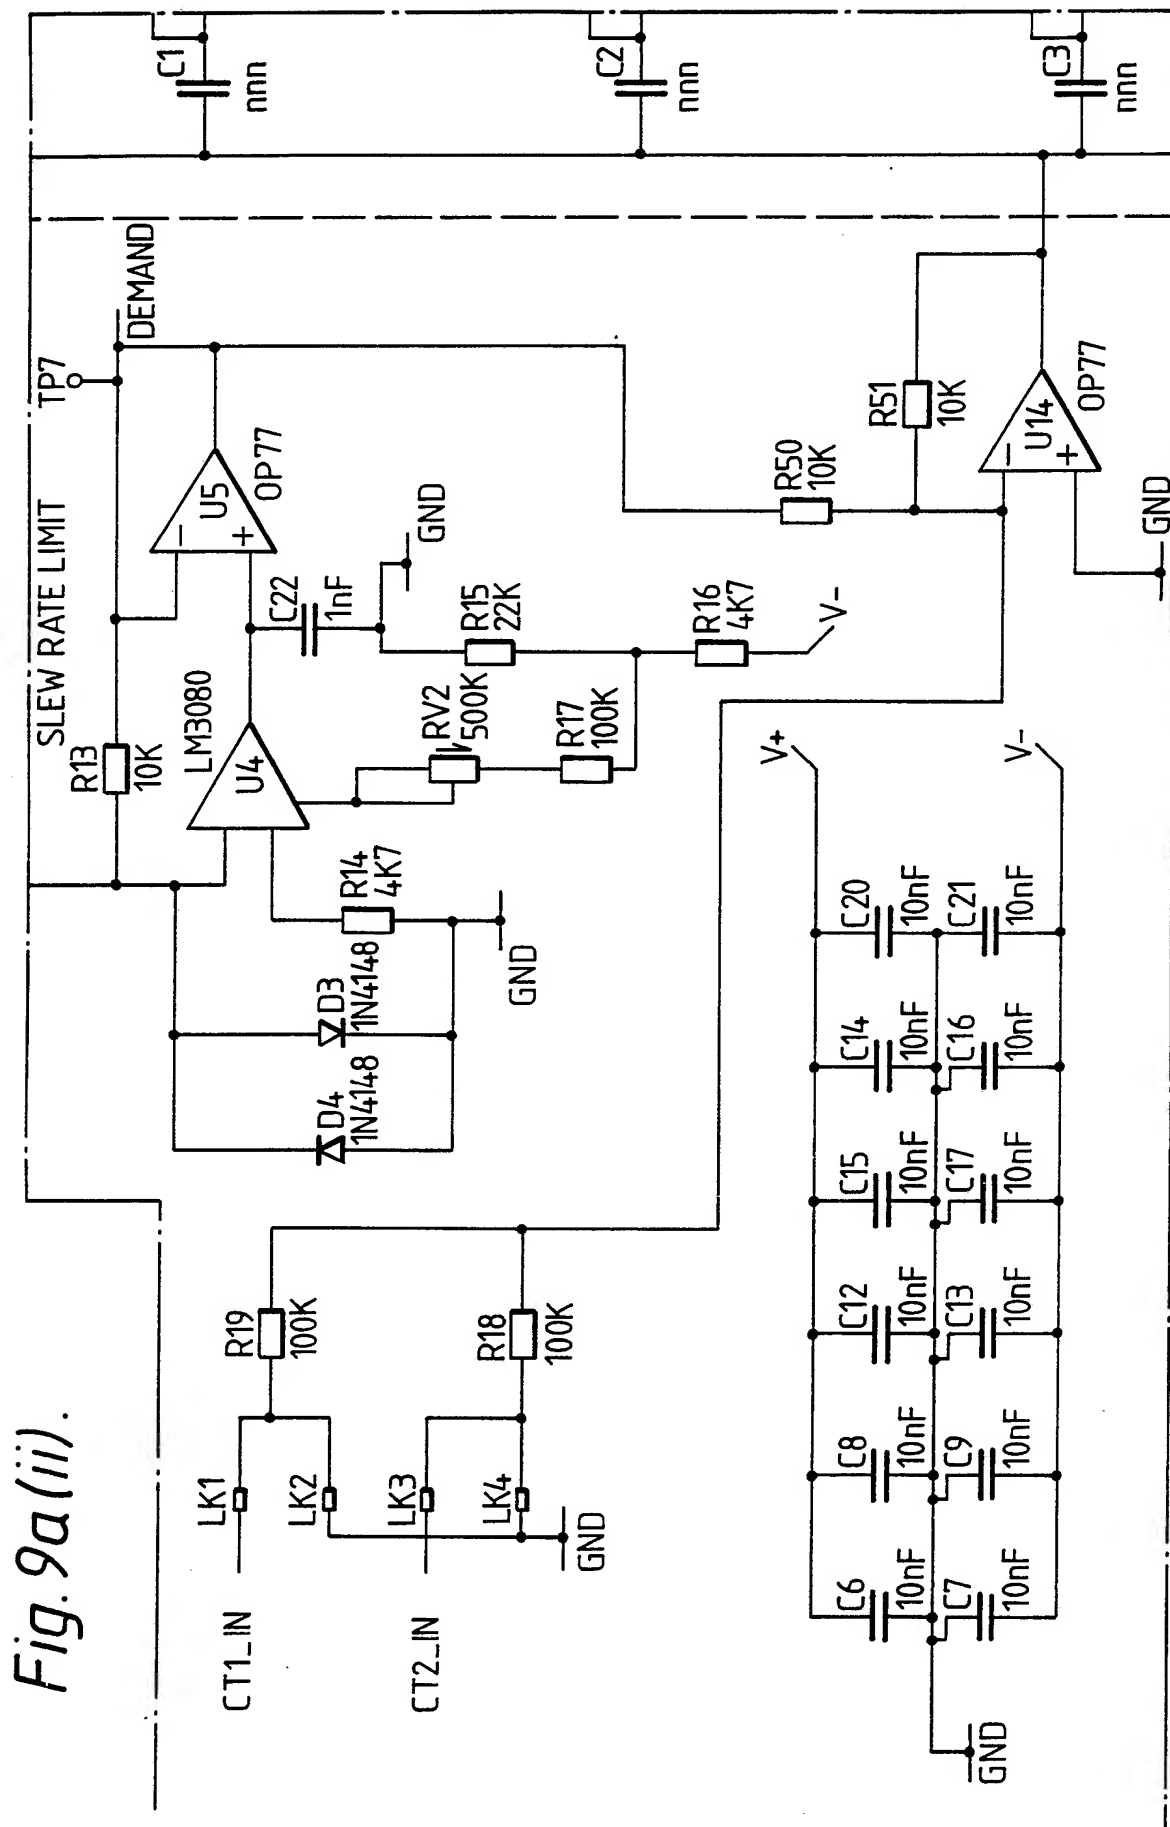 Fig. 9a (ii).
SLEW RATE LIMIT
TP7
DEMAND
R13
10K
LM3080
U4
U5
OP77
C22
1nF
GND
RV2
500K
R15
22K
R17
100K
R16
4K7
V-
R14
4K7
GND
D3
1N4148
D4
1N4148
C1
nnn
C2
nnn
C3
nnn
R50
10K
R51
10K
U14
OP77
GND
CT1_IN
LK1
LK2
R19
100K
CT2_IN
LK3
LK4
R18
100K
GND
V+
V-
C6
10nF
C8
10nF
C12
10nF
C15
10nF
C14
10nF
C20
10nF
C7
10nF
C9
10nF
C13
10nF
C17
10nF
C16
10nF
C21
10nF
GND
−
+
−
+